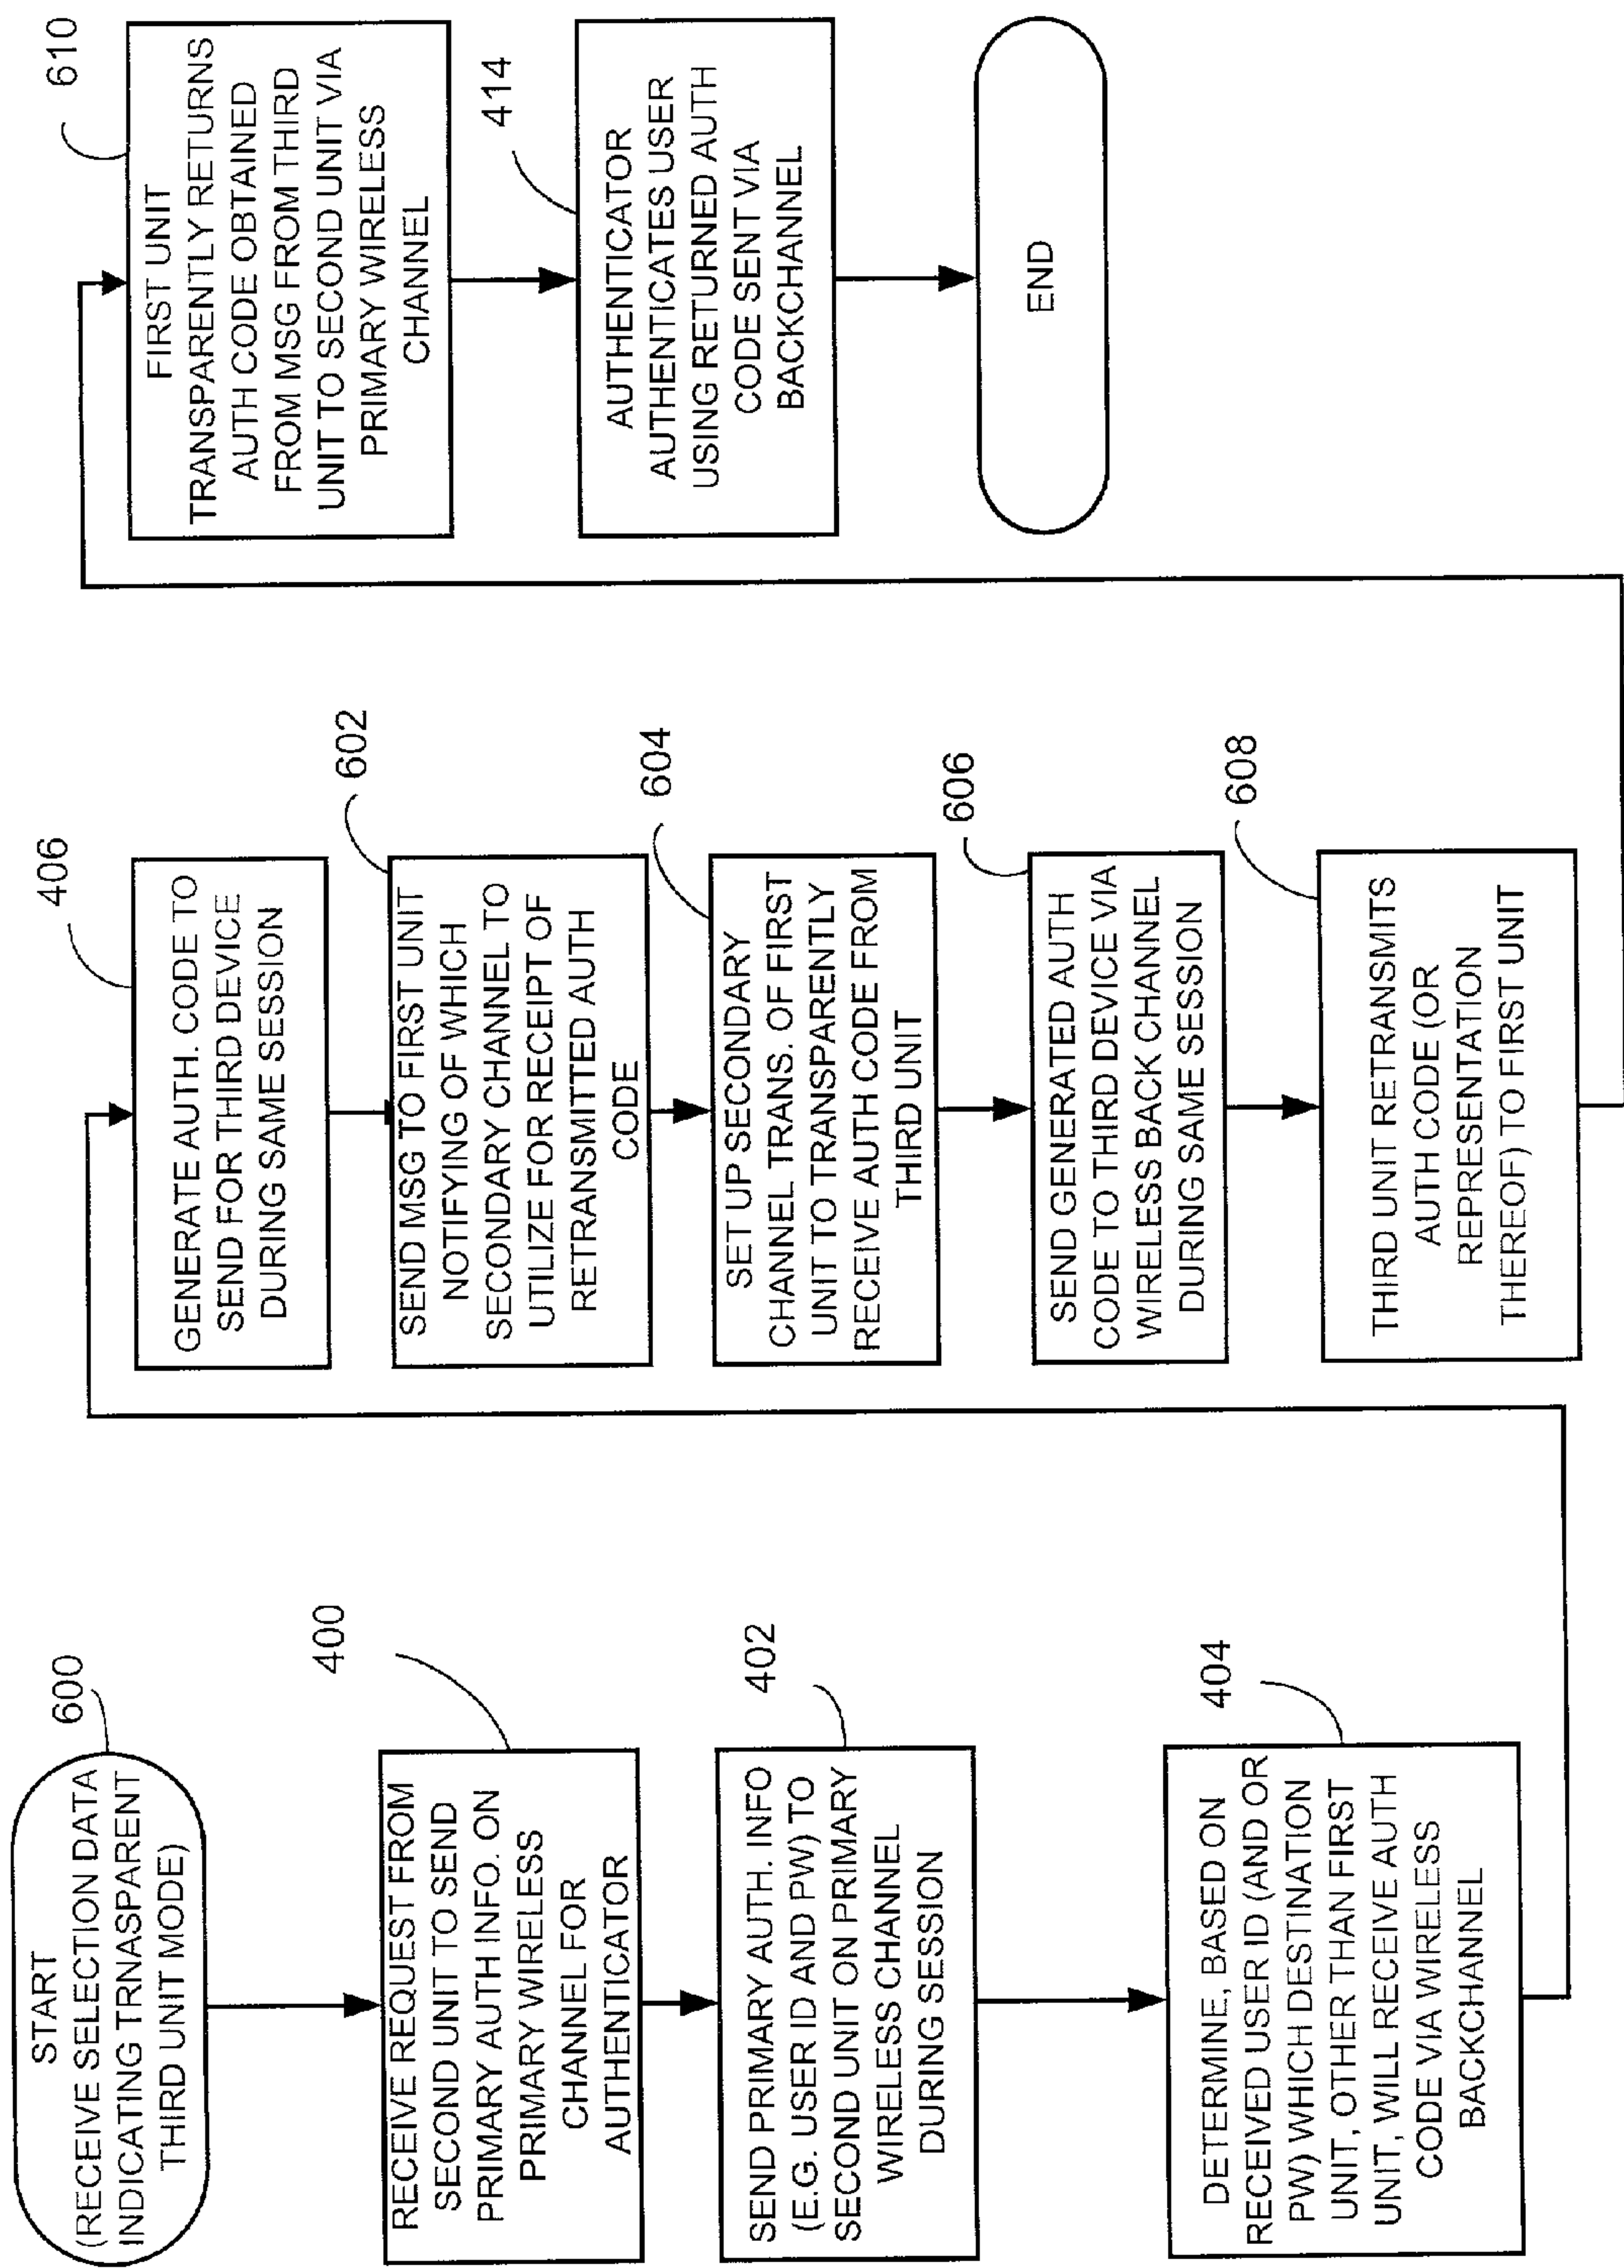 600
START
(RECEIVE SELECTION DATA
INDICATING TRNASPARENT
THIRD UNIT MODE)
400
RECEIVE REQUEST FROM
SECOND UNIT TO SEND
PRIMARY AUTH INFO. ON
PRIMARY WIRELESS
CHANNEL FOR
AUTHENTICATOR
402
SEND PRIMARY AUTH. INFO
(E.G. USER ID AND PW) TO
SECOND UNIT ON PRIMARY
WIRELESS CHANNEL
DURING SESSION
404
DETERMINE, BASED ON
RECEIVED USER ID (AND OR
PW) WHICH DESTINATION
UNIT, OTHER THAN FIRST
UNIT, WILL RECEIVE AUTH
CODE VIA WIRELESS
BACKCHANNEL
406
GENERATE AUTH. CODE TO
SEND FOR THIRD DEVICE
DURING SAME SESSION
602
SEND MSG TO FIRST UNIT
NOTIFYING OF WHICH
SECONDARY CHANNEL TO
UTILIZE FOR RECEIPT OF
RETRANSMITTED AUTH
CODE
604
SET UP SECONDARY
CHANNEL TRANS. OF FIRST
UNIT TO TRANSPARENTLY
RECEIVE AUTH CODE FROM
THIRD UNIT
606
SEND GENERATED AUTH
CODE TO THIRD DEVICE VIA
WIRELESS BACK CHANNEL
DURING SAME SESSION
608
THIRD UNIT RETRANSMITS
AUTH CODE (OR
REPRESENTATION
THEREOF) TO FIRST UNIT
610
FIRST UNIT
TRANSPARENTLY RETURNS
AUTH CODE OBTAINED
FROM MSG FROM THIRD
UNIT TO SECOND UNIT VIA
PRIMARY WIRELESS
CHANNEL
414
AUTHENTICATOR
AUTHENTICATES USER
USING RETURNED AUTH
CODE SENT VIA
BACKCHANNEL
END